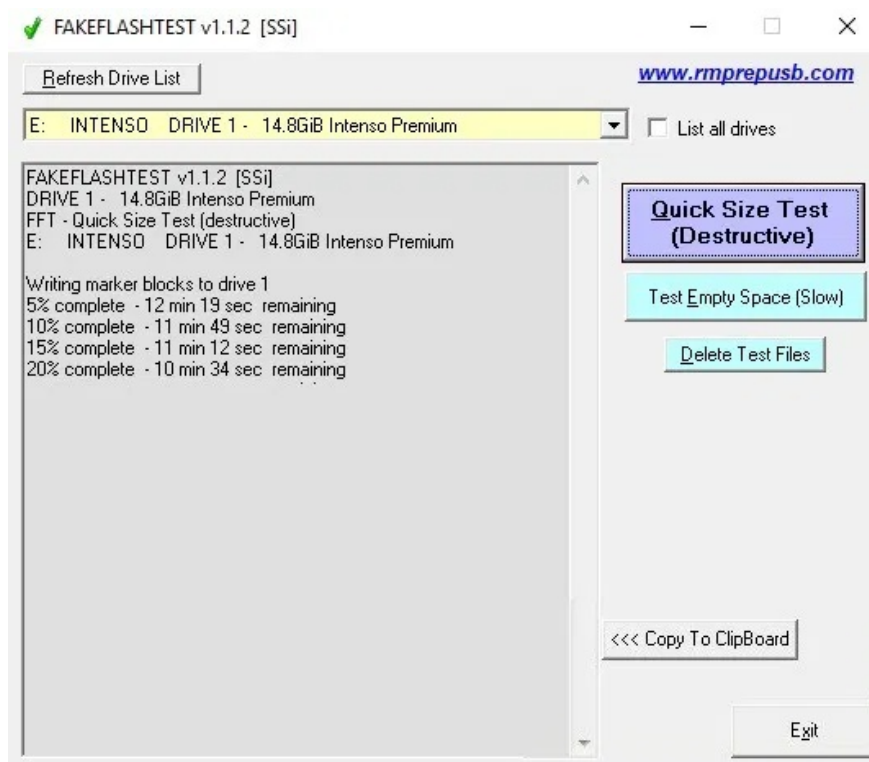 FAKEFLASHTEST v1.1.2 [SSi]
Refresh Drive List
www.rmprepusb.com
E: INTENSO DRIVE 1 - 14.8GiB Intenso Premium
List all drives
FAKEFLASHTEST v1.1.2 [SSi]
DRIVE 1 - 14.8GiB Intenso Premium
FFT - Quick Size Test (destructive)
E: INTENSO DRIVE 1 - 14.8GiB Intenso Premium
Writing marker blocks to drive 1
5% complete - 12 min 19 sec remaining
10% complete - 11 min 49 sec remaining
15% complete - 11 min 12 sec remaining
20% complete - 10 min 34 sec remaining
Quick Size Test
(Destructive)
Test Empty Space (Slow)
Delete Test Files
<<< Copy To ClipBoard
Exit